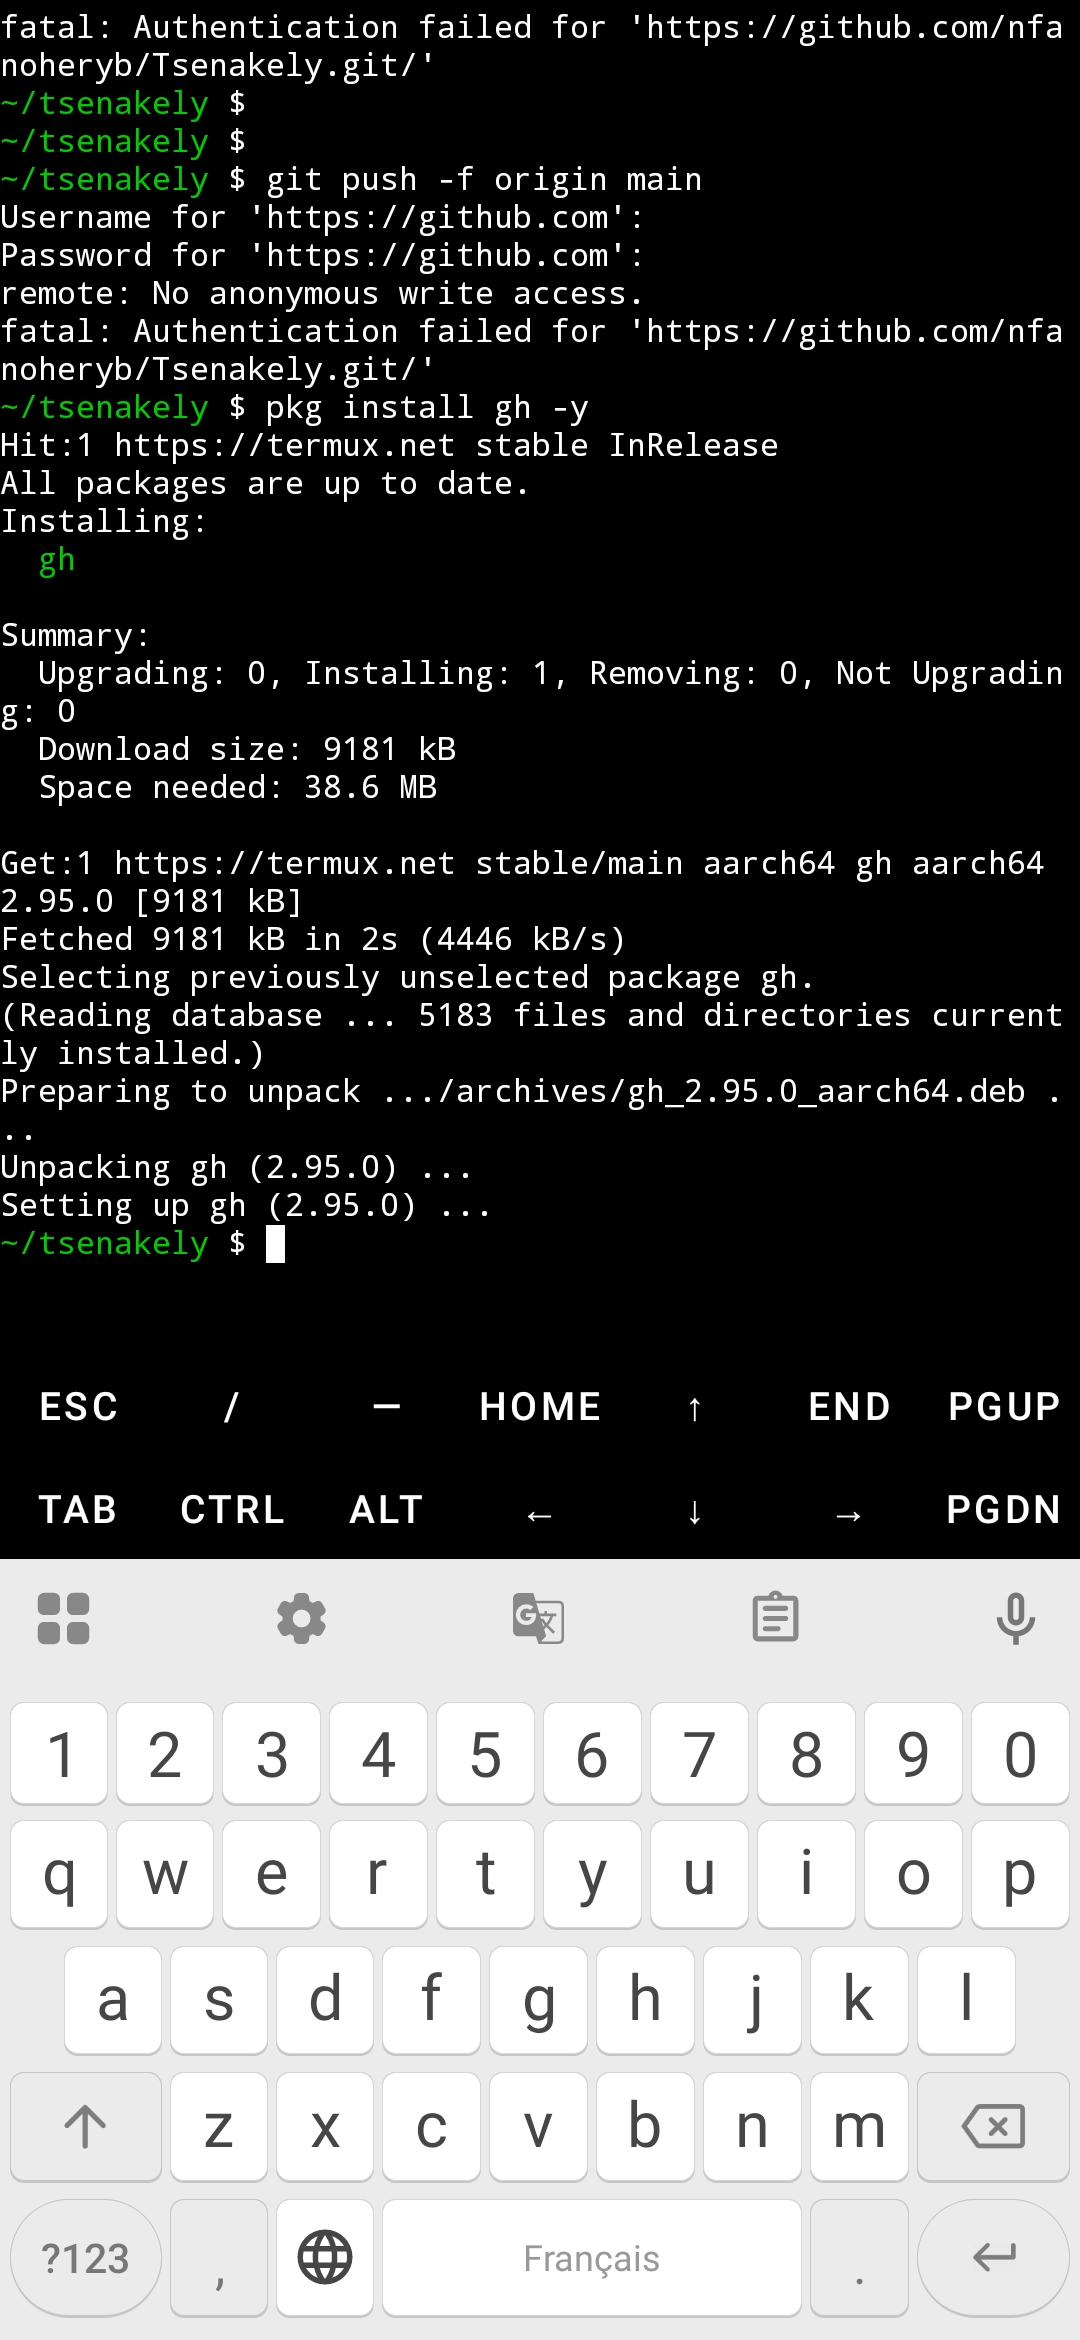 fatal: Authentication failed for 'https://github.com/nfa
noheryb/Tsenakely.git/'
~/tsenakely $
~/tsenakely $
~/tsenakely $ git push -f origin main
Username for 'https://github.com':
Password for 'https://github.com':
remote: No anonymous write access.
fatal: Authentication failed for 'https://github.com/nfa
noheryb/Tsenakely.git/'
~/tsenakely $ pkg install gh -y
Hit:1 https://termux.net stable InRelease
All packages are up to date.
Installing:
  gh

Summary:
  Upgrading: 0, Installing: 1, Removing: 0, Not Upgradin
g: 0
  Download size: 9181 kB
  Space needed: 38.6 MB

Get:1 https://termux.net stable/main aarch64 gh aarch64
2.95.0 [9181 kB]
Fetched 9181 kB in 2s (4446 kB/s)
Selecting previously unselected package gh.
(Reading database ... 5183 files and directories current
ly installed.)
Preparing to unpack .../archives/gh_2.95.0_aarch64.deb .
..
Unpacking gh (2.95.0) ...
Setting up gh (2.95.0) ...
~/tsenakely $
ESC / — HOME ↑ END PGUP
TAB CTRL ALT ← ↓ → PGDN
1 2 3 4 5 6 7 8 9 0
q w e r t y u i o p
a s d f g h j k l
z x c v b n m
?123 , Français .